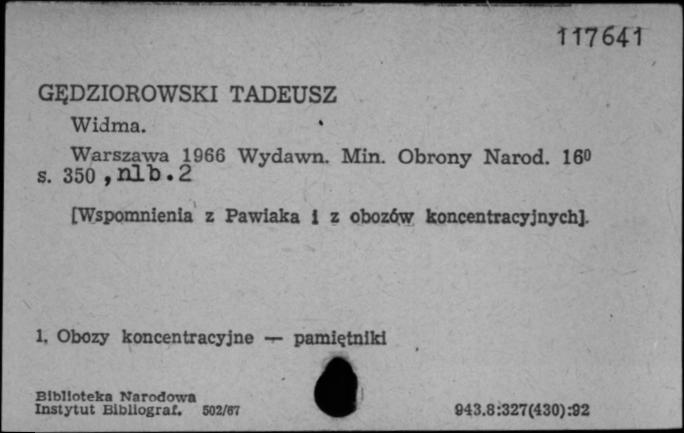 117641
GĘDZIOROWSKI TADEUSZ
Widma.
Warszawa 1966 Wydawn. Min. Obrony Narod. 16⁰
s. 350 , nlb. 2
[Wspomnienia z Pawiaka i z obozów koncentracyjnych].
1. Obozy koncentracyjne — pamiętniki
Biblioteka Narodowa
Instytut Bibliograf. 502/67
943.8:327(430):92